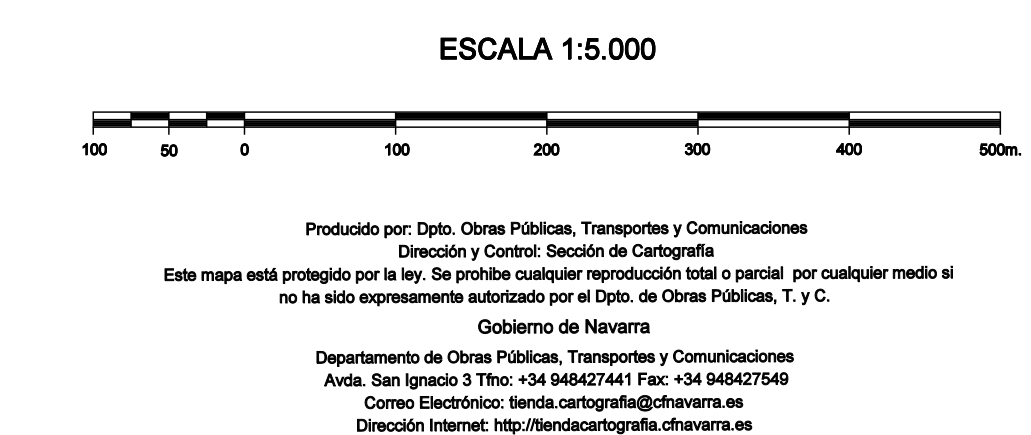 ESCALA 1:5.000
100 50 0 100 200 300 400 500m.
Producido por: Dpto. Obras Públicas, Transportes y Comunicaciones
Dirección y Control: Sección de Cartografía
Este mapa está protegido por la ley. Se prohibe cualquier reproducción total o parcial por cualquier medio si
no ha sido expresamente autorizado por el Dpto. de Obras Públicas, T. y C.
Gobierno de Navarra
Departamento de Obras Públicas, Transportes y Comunicaciones
Avda. San Ignacio 3 Tfno: +34 948427441 Fax: +34 948427549
Correo Electrónico: tienda.cartografia@cfnavarra.es
Dirección Internet: http://tiendacartografia.cfnavarra.es